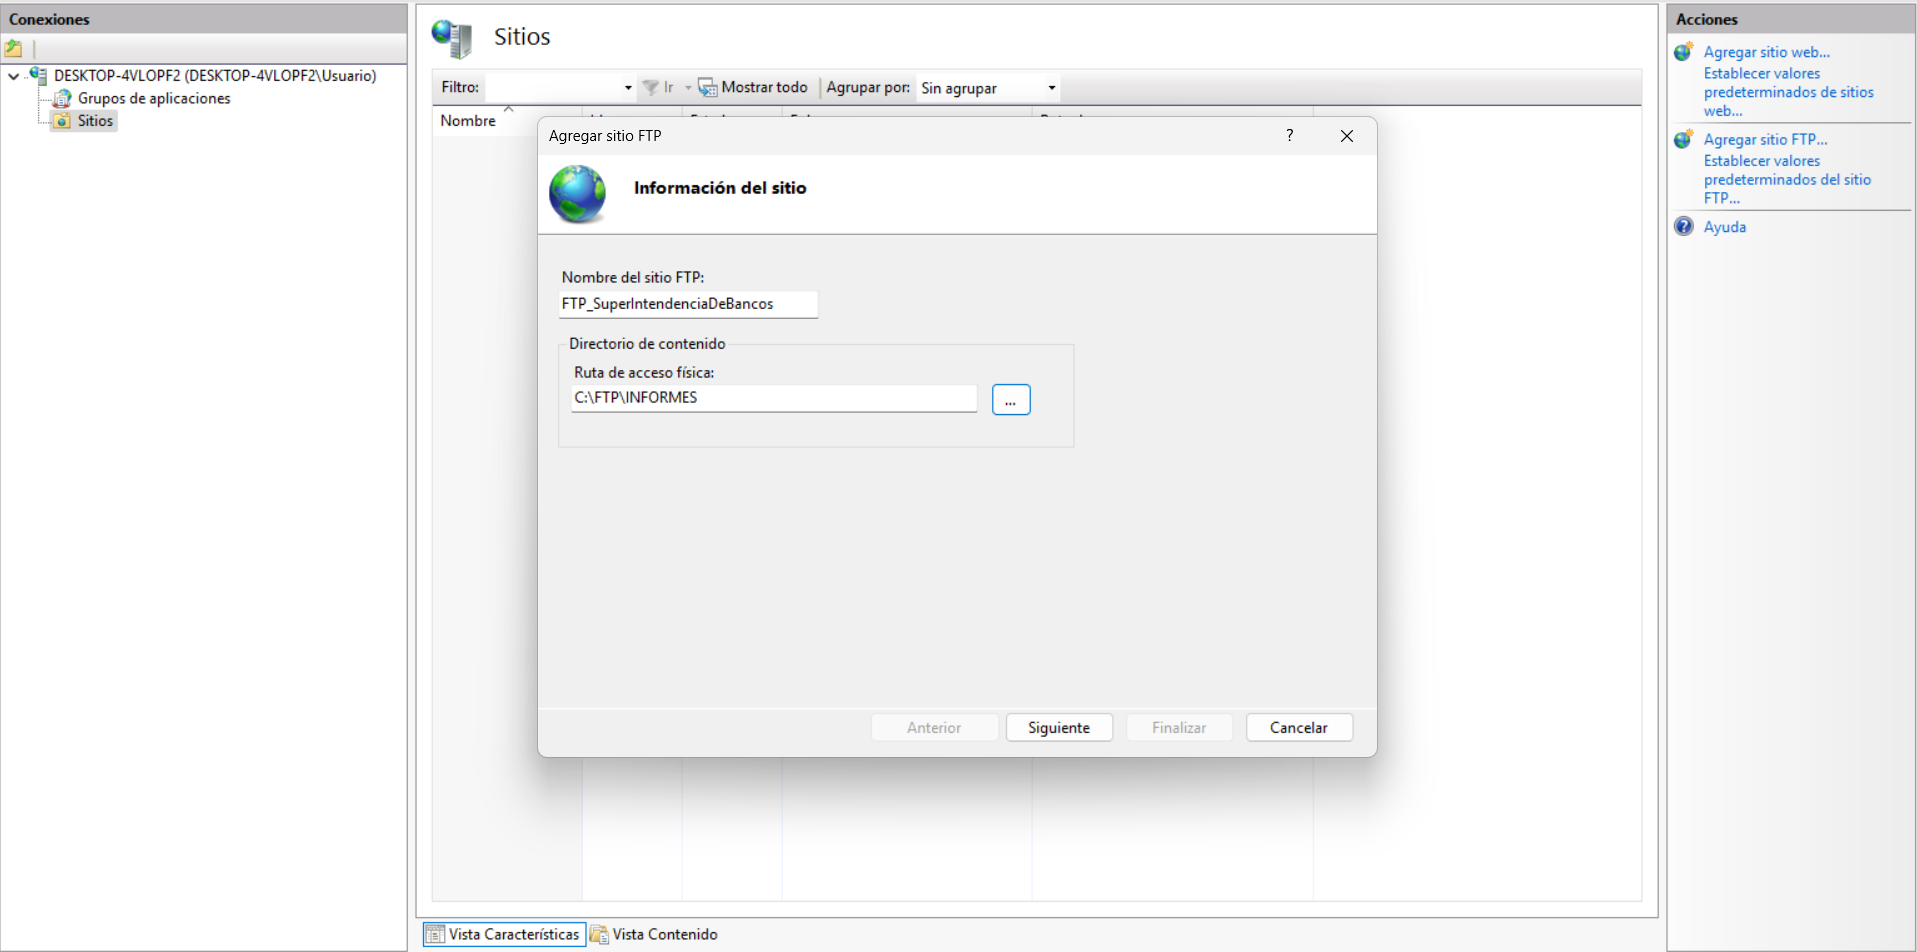 Conexiones
DESKTOP-4VLOPF2 (DESKTOP-4VLOPF2\Usuario)
Grupos de aplicaciones
Sitios
Sitios
Filtro:
Ir
Mostrar todo
Agrupar por:
Sin agrupar
Nombre
Agregar sitio FTP
?
Información del sitio
Nombre del sitio FTP:
FTP_SuperIntendenciaDeBancos
Directorio de contenido
Ruta de acceso física:
C:\FTP\INFORMES
...
Anterior
Siguiente
Finalizar
Cancelar
Vista Características
Vista Contenido
Acciones
Agregar sitio web...
Establecer valores
predeterminados de sitios
web...
Agregar sitio FTP...
Establecer valores
predeterminados del sitio
FTP...
Ayuda